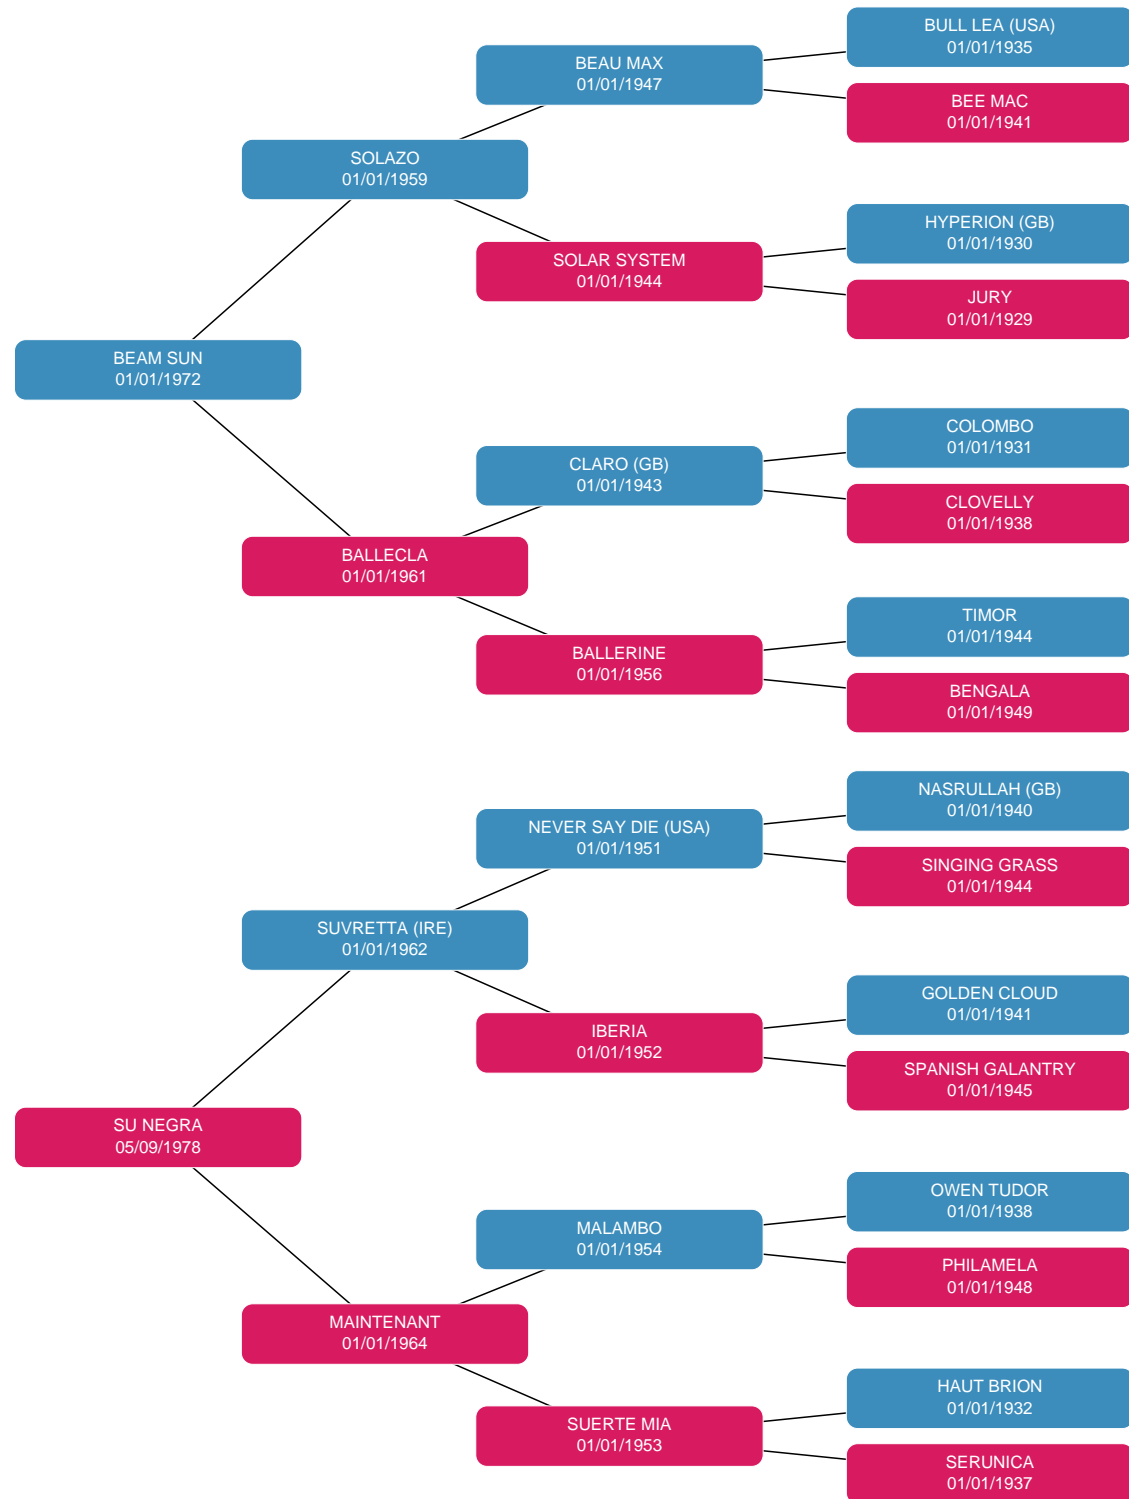 BULL LEA (USA)
01/01/1935
BEAU MAX
01/01/1947
BEE MAC
01/01/1941
SOLAZO
01/01/1959
HYPERION (GB)
01/01/1930
SOLAR SYSTEM
01/01/1944
JURY
01/01/1929
BEAM SUN
01/01/1972
COLOMBO
01/01/1931
CLARO (GB)
01/01/1943
CLOVELLY
01/01/1938
BALLECLA
01/01/1961
TIMOR
01/01/1944
BALLERINE
01/01/1956
BENGALA
01/01/1949
NASRULLAH (GB)
01/01/1940
NEVER SAY DIE (USA)
01/01/1951
SINGING GRASS
01/01/1944
SUVRETTA (IRE)
01/01/1962
GOLDEN CLOUD
01/01/1941
IBERIA
01/01/1952
SPANISH GALANTRY
01/01/1945
SU NEGRA
05/09/1978
OWEN TUDOR
01/01/1938
MALAMBO
01/01/1954
PHILAMELA
01/01/1948
MAINTENANT
01/01/1964
HAUT BRION
01/01/1932
SUERTE MIA
01/01/1953
SERUNICA
01/01/1937